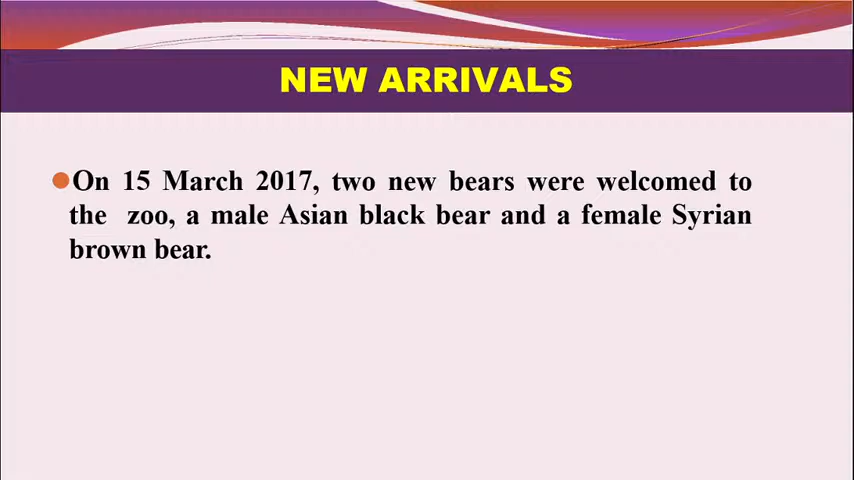 NEW ARRIVALS
On 15 March 2017, two new bears were welcomed to
the zoo, a male Asian black bear and a female Syrian
brown bear.